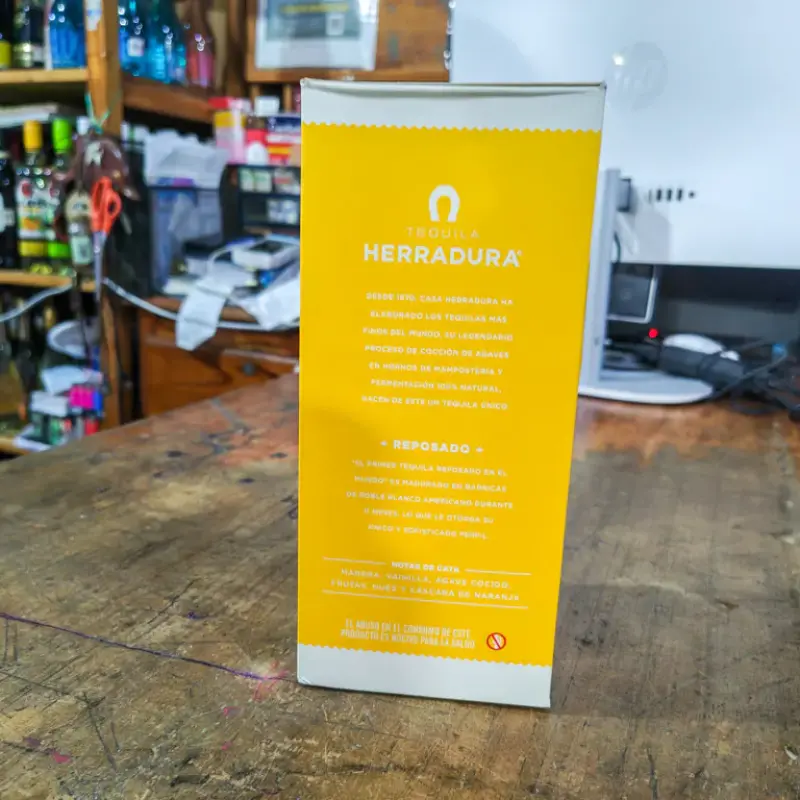 TEQUILA
HERRADURA
DESDE 1870, CASA HERRADURA HA
ELABORADO LOS TEQUILAS MÁS
FINOS DEL MUNDO. SU LEGENDARIO
PROCESO DE COCCIÓN DE AGAVES
EN HORNOS DE MAMPOSTERÍA Y
FERMENTACIÓN 100% NATURAL,
HACEN DE ESTE UN TEQUILA ÚNICO.
- REPOSADO -
"EL PRIMER TEQUILA REPOSADO EN EL
MUNDO" ES MADURADO EN BARRICAS
DE ROBLE BLANCO AMERICANO DURANTE
11 MESES, LO QUE LE OTORGA SU
ÚNICO Y SOFISTICADO PERFIL.
NOTAS DE CATA
MADERA, VAINILLA, AGAVE COCIDO,
NUEZ Y CÁSCARA DE NARANJA
EL ABUSO EN EL CONSUMO DE ESTE
PRODUCTO ES NOCIVO PARA LA SALUD